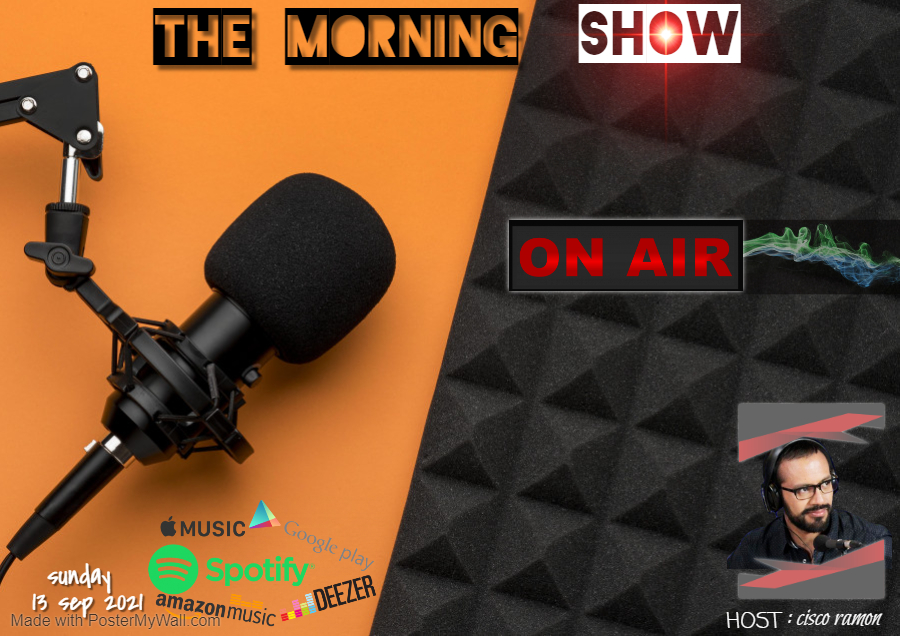 THE MORNING SHOW
ON AIR
MUSIC
Google play
Spotify
amazon music
DEEZER
sunday
13 sep 2021
Made with PosterMyWall.com
HOST : cisco ramon